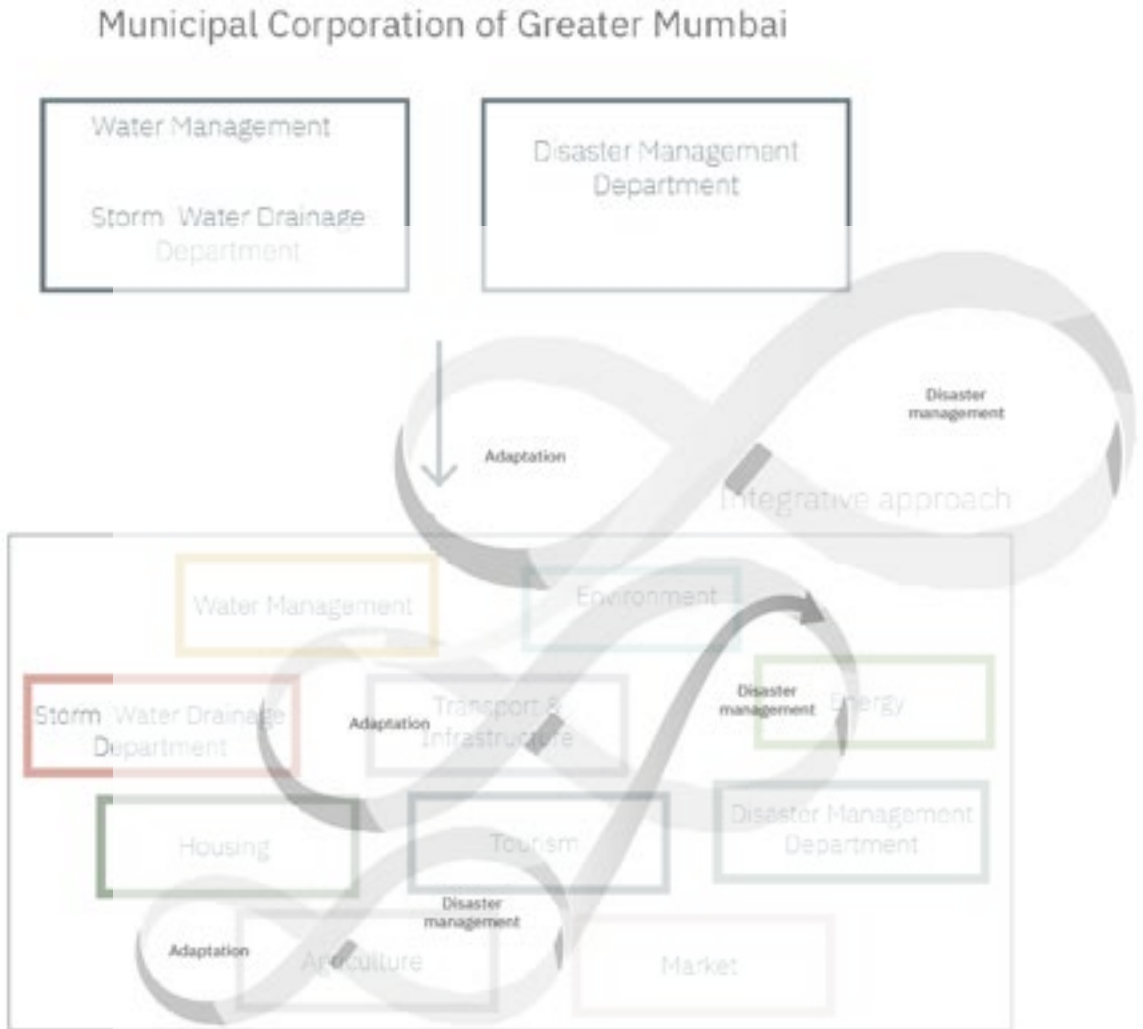 Municipal Corporation of Greater Mumbai
Water Management
Storm Water Drainage
Department
Disaster Management
Department
Disaster
management
Adaptation
Integrative approach
Water Management
Environment
Storm Water Drainage
Department
Adaptation
Transport &
Infrastructure
Disaster
management
Energy
Housing
Tourism
Disaster Management
Department
Disaster
management
Adaptation
Agriculture
Market